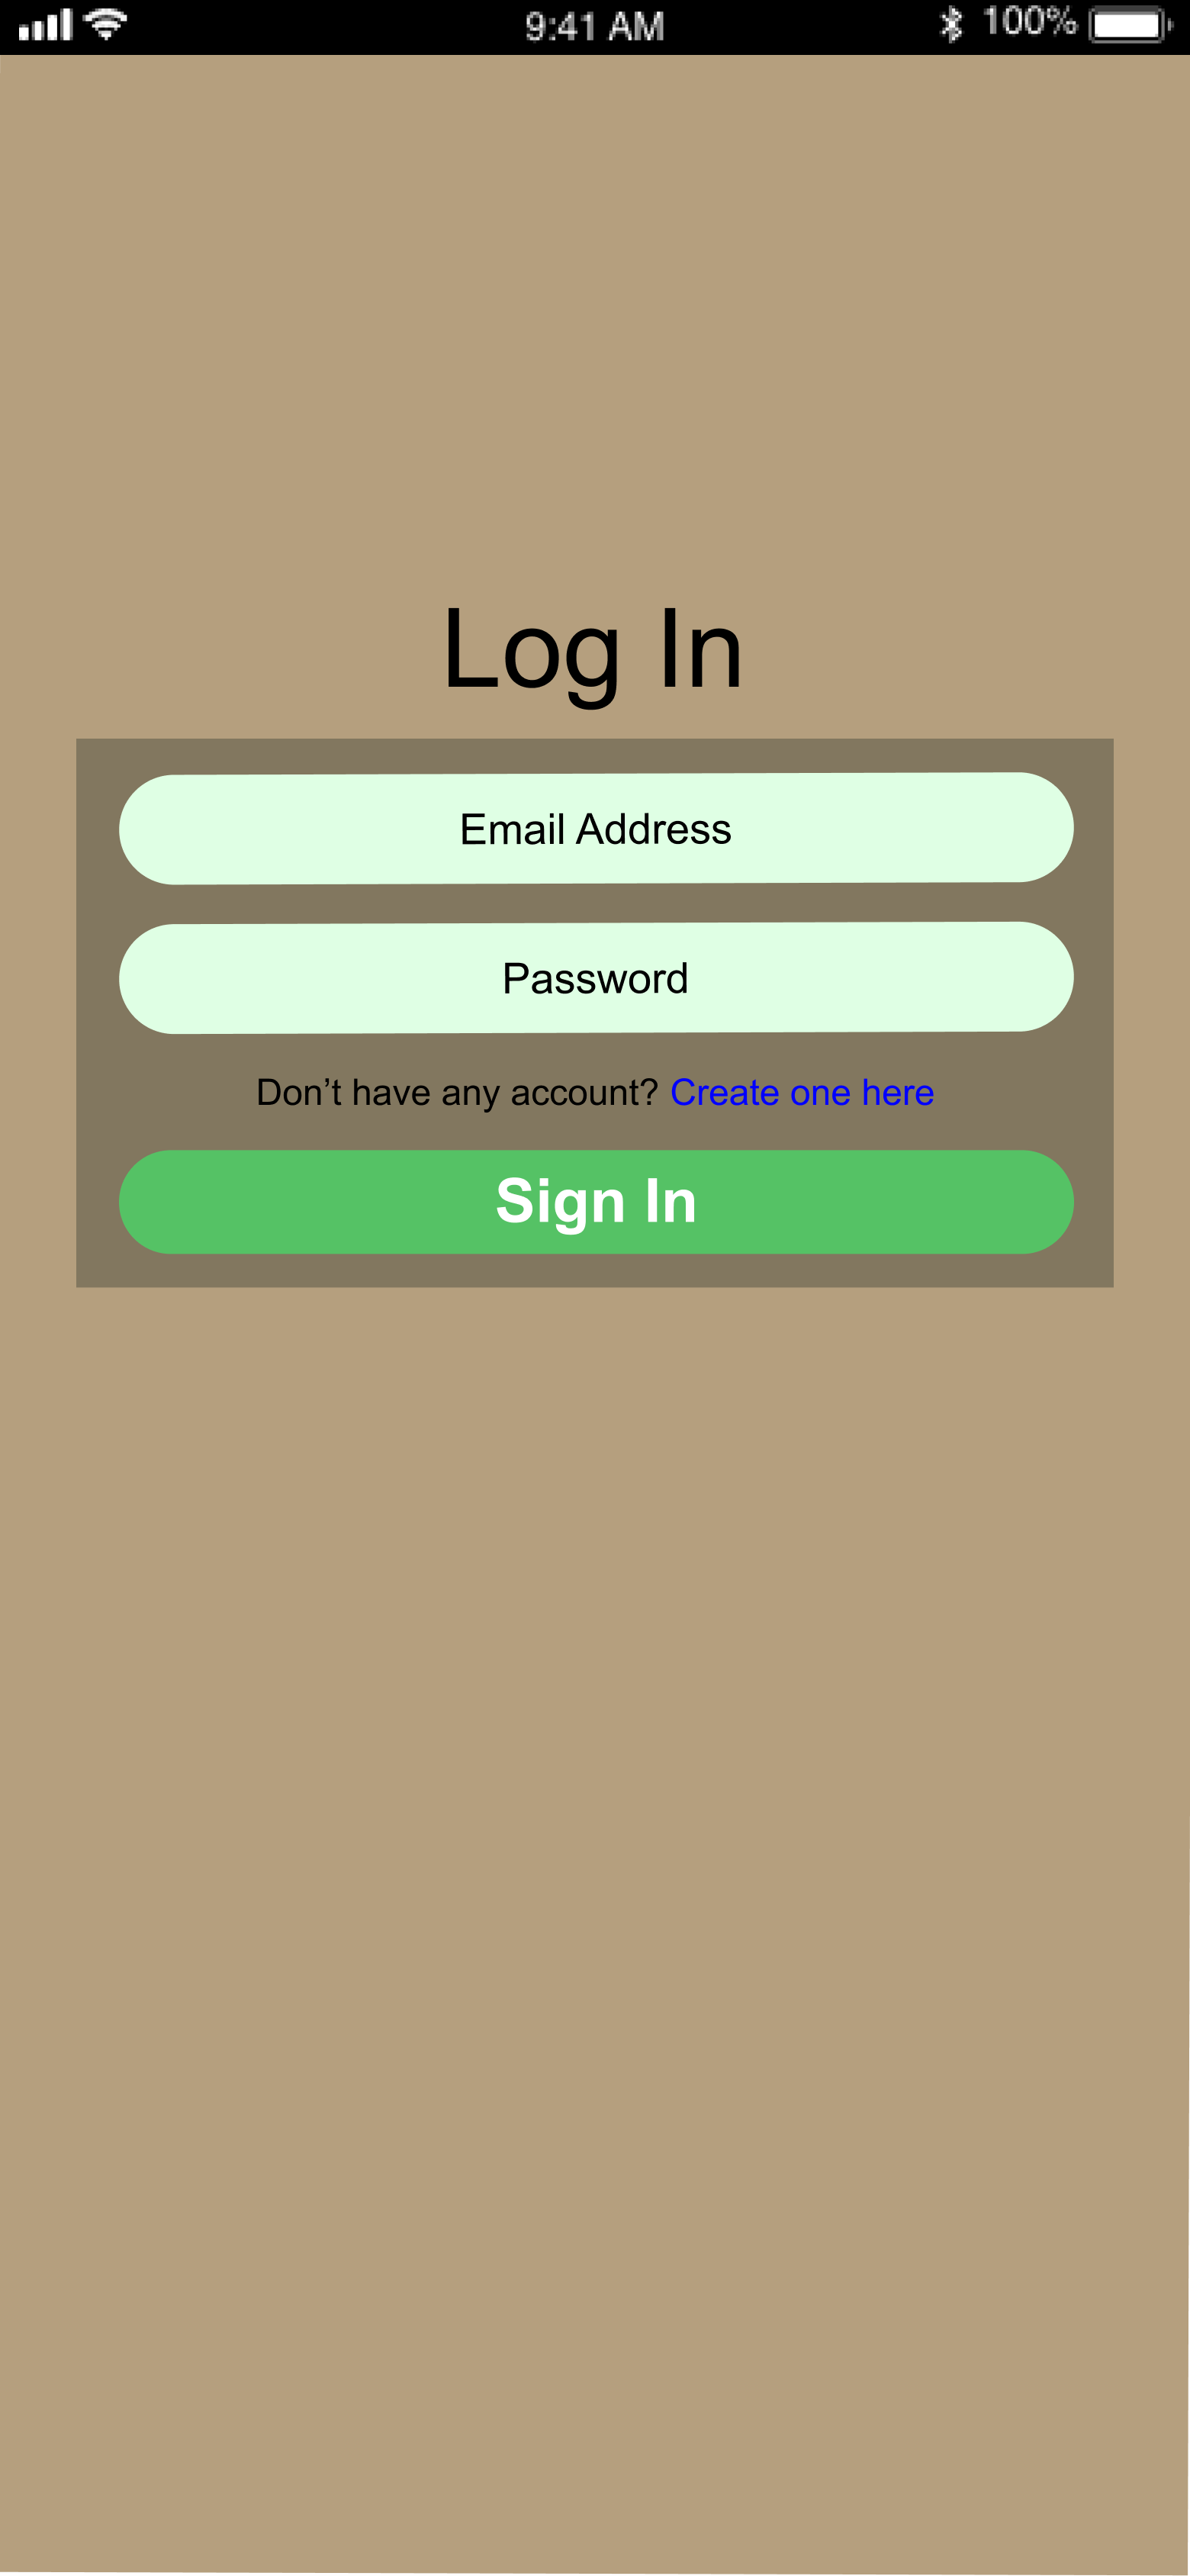 9:41 AM 100%
Log In
Email Address
Password
Don’t have any account? Create one here
Sign In